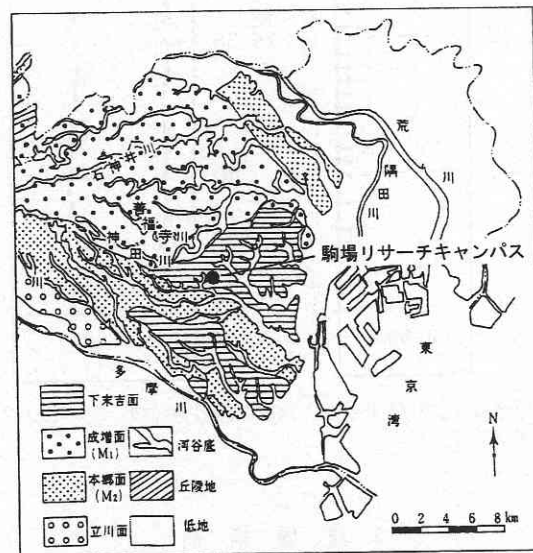 荒川
隅田川
石神井川
善福寺川
神田川
駒場リサーチキャンパス
川
東京湾
多摩川
N
下末吉面
成増面
(M₁)
河谷底
本郷面
(M₂)
丘陵地
立川面
低地
0 2 4 6 8 km